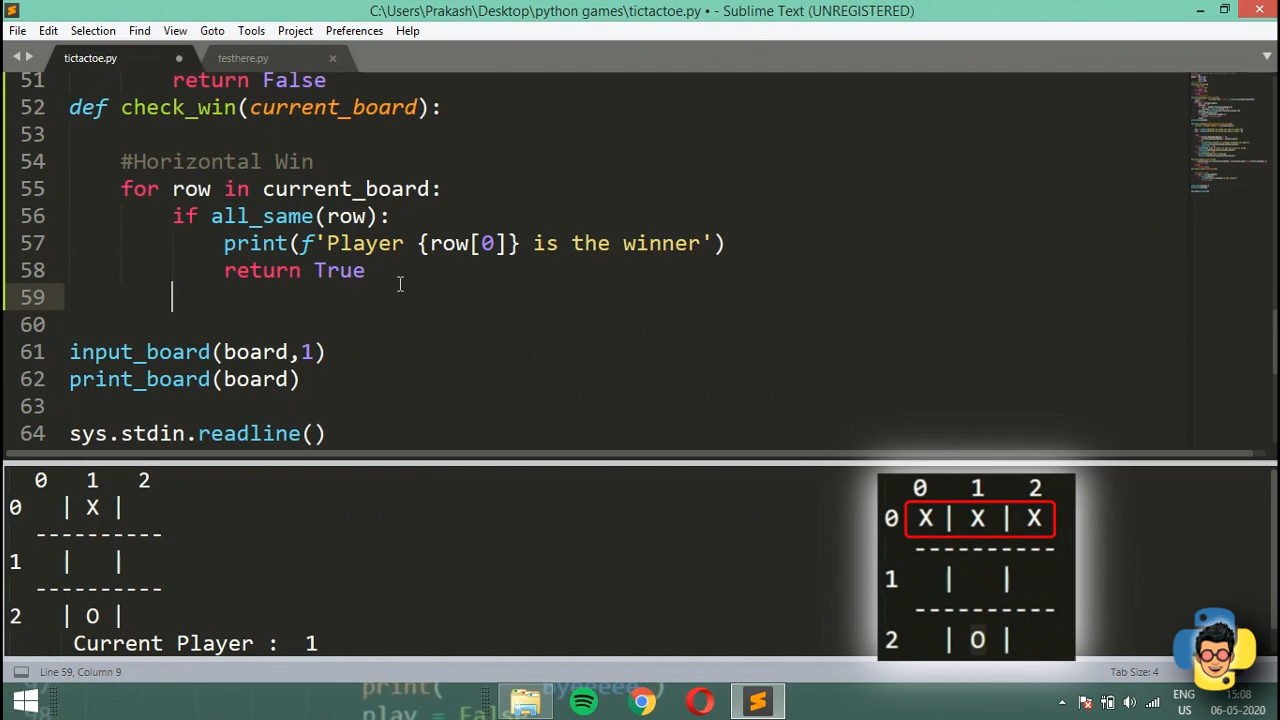 C:\Users\Prakash\Desktop\python games\tictactoe.py • - Sublime Text (UNREGISTERED)
File Edit Selection Find View Goto Tools Project Preferences Help
tictactoe.py testhere.py
51 return False
52 def check_win(current_board):
53
54 #Horizontal Win
55 for row in current_board:
56 if all_same(row):
57 print(f'Player {row[0]} is the winner')
58 return True
59
60
61 input_board(board,1)
62 print_board(board)
63
64 sys.stdin.readline()
0 1 2
0 | X |
----------
1 | |
----------
2 | O |
Current Player : 1
0 1 2
0 X | X | X
----------
1 | |
----------
2 | O |
Line 59, Column 9
Tab Size: 4
print( byeeeee )
play = False
ENG
US
15:08
06-05-2020